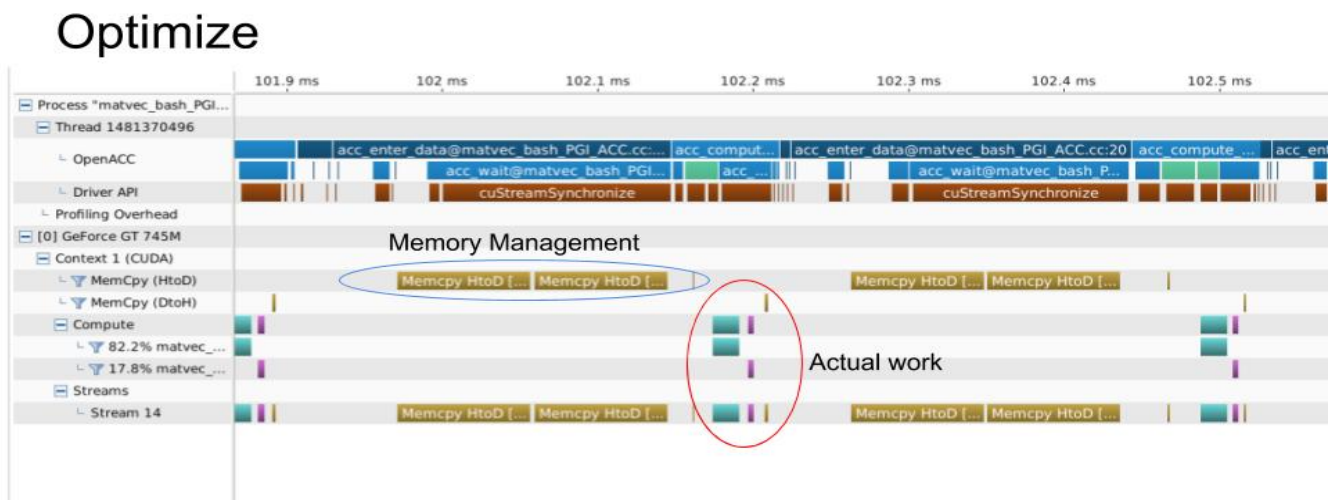 Optimize
101.9 ms 102 ms 102.1 ms 102.2 ms 102.3 ms 102.4 ms 102.5 ms
Process "matvec_bash_PGI...
Thread 1481370496
OpenACC
acc_enter_data@matvec_bash_PGI_ACC.cc:... acc_comput... acc_enter_data@matvec_bash_PGI_ACC.cc:20 acc_compute_... acc_ent
acc_wait@matvec_bash_PGI... acc_... acc_wait@matvec_bash_P...
Driver API cuStreamSynchronize cuStreamSynchronize
Profiling Overhead
[0] GeForce GT 745M
Memory Management
Context 1 (CUDA)
MemCpy (HtoD) Memcpy HtoD [... Memcpy HtoD [... Memcpy HtoD [... Memcpy HtoD [...
MemCpy (DtoH)
Compute
82.2% matvec_...
Actual work
17.8% matvec_...
Streams
Stream 14 Memcpy HtoD [... Memcpy HtoD [... Memcpy HtoD [... Memcpy HtoD [...